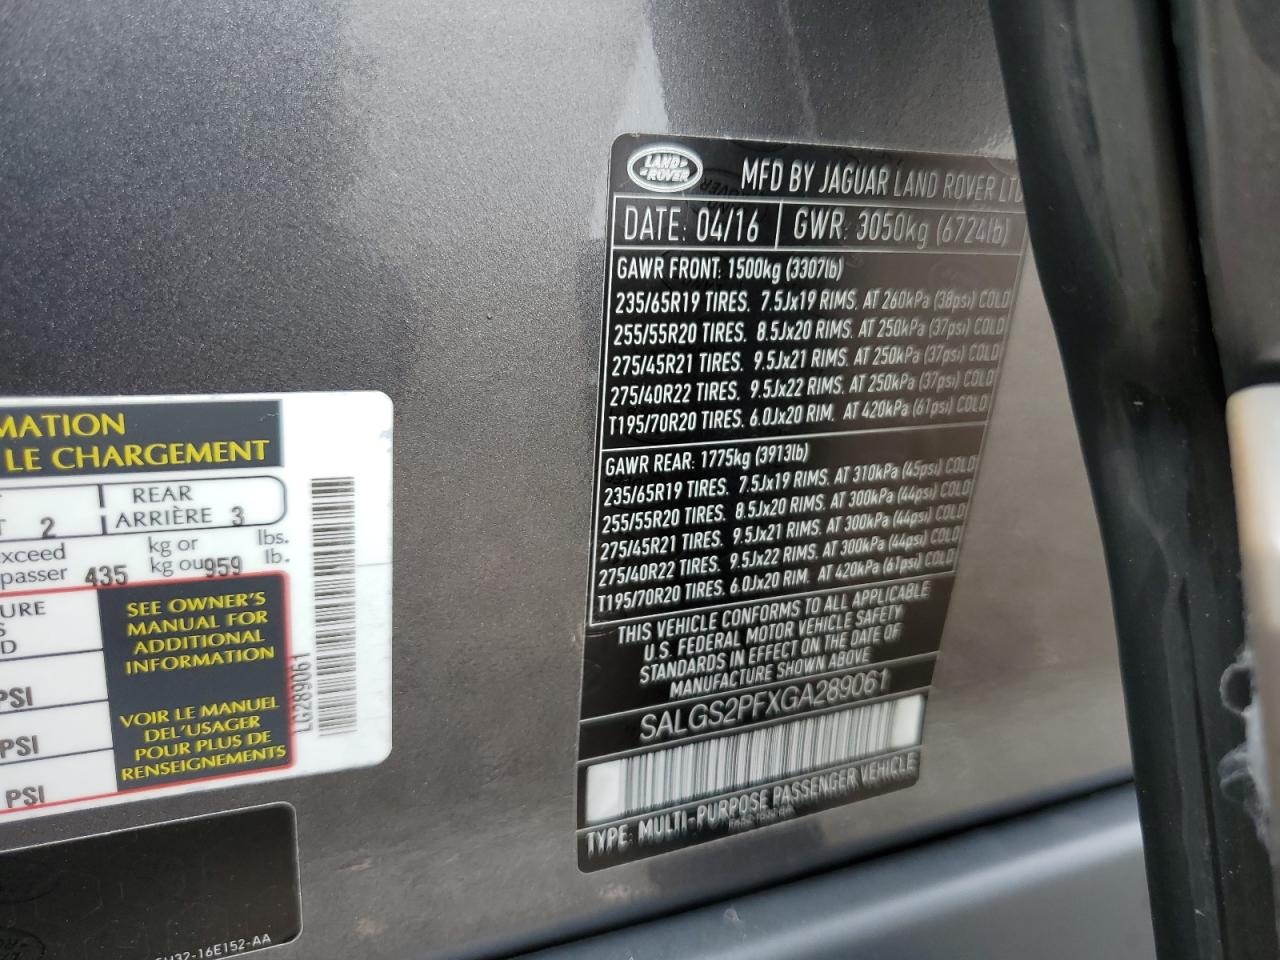 MATION
LE CHARGEMENT
T 2
REAR
ARRIÈRE 3
xceed
passer 435
kg or
kg ou 959
lbs.
lb.
URE
S
D
PSI
PSI
PSI
SEE OWNER'S
MANUAL FOR
ADDITIONAL
INFORMATION
VOIR LE MANUEL
DEL'USAGER
POUR PLUS DE
RENSEIGNEMENTS
LG289061
-16E152-AA
LAND
ROVER
MFD BY JAGUAR LAND ROVER LTD
DATE: 04/16
GWR: 3050kg (6724lb)
GAWR FRONT: 1500kg (3307lb)
235/65R19 TIRES. 7.5Jx19 RIMS. AT 260kPa (38psi) COLD
255/55R20 TIRES. 8.5Jx20 RIMS. AT 250kPa (37psi) COLD
275/45R21 TIRES. 9.5Jx21 RIMS. AT 250kPa (37psi) COLD
275/40R22 TIRES. 9.5Jx22 RIMS. AT 250kPa (37psi) COLD
T195/70R20 TIRES. 6.0Jx20 RIM. AT 420kPa (61psi) COLD
GAWR REAR: 1775kg (3913lb)
235/65R19 TIRES. 7.5Jx19 RIMS. AT 310kPa (45psi) COLD
255/55R20 TIRES. 8.5Jx20 RIMS. AT 300kPa (44psi) COLD
275/45R21 TIRES. 9.5Jx21 RIMS. AT 300kPa (44psi) COLD
275/40R22 TIRES. 9.5Jx22 RIMS. AT 300kPa (44psi) COLD
T195/70R20 TIRES. 6.0Jx20 RIM. AT 420kPa (61psi) COLD
THIS VEHICLE CONFORMS TO ALL APPLICABLE
U.S. FEDERAL MOTOR VEHICLE SAFETY
STANDARDS IN EFFECT ON THE DATE OF
MANUFACTURE SHOWN ABOVE
SALGS2PFXGA289061
TYPE: MULTI-PURPOSE PASSENGER VEHICLE